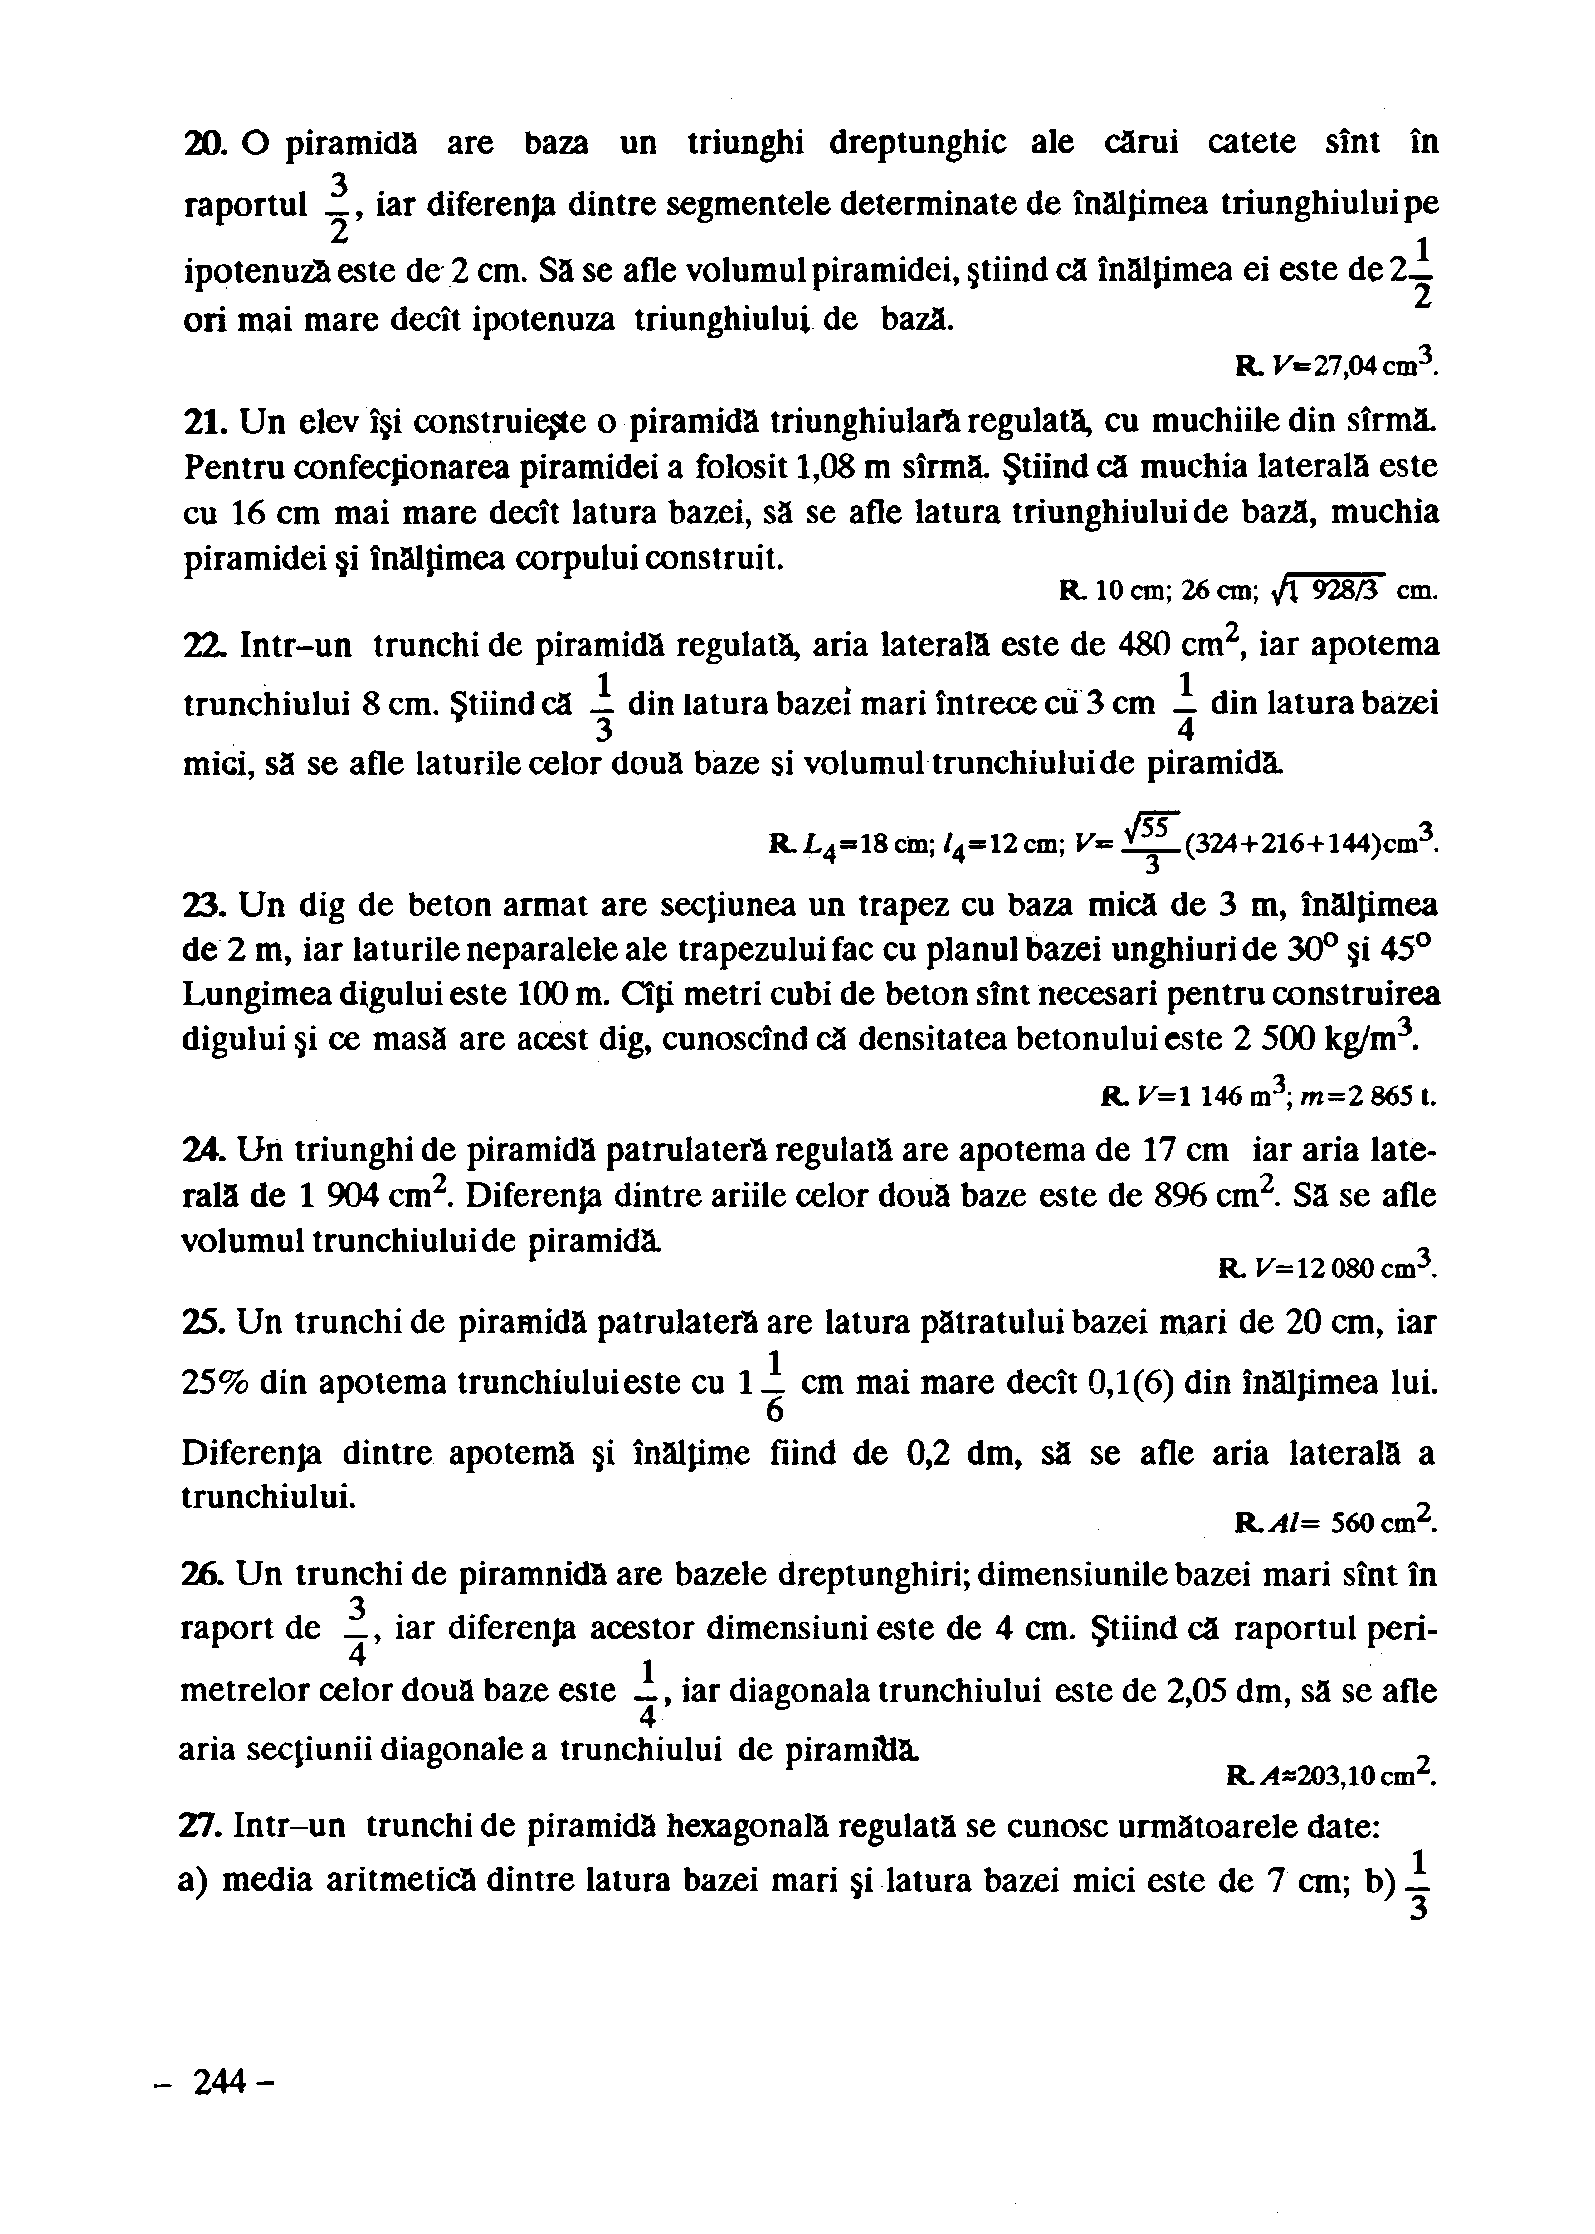 20. O piramidă are baza un triunghi dreptunghic ale cărui catete sînt în
raportul 3/2, iar diferenţa dintre segmentele determinate de înălţimea triunghiului pe
ipotenuză este de 2 cm. Să se afle volumul piramidei, ştiind că înălţimea ei este de 2 1/2
ori mai mare decît ipotenuza triunghiului de bază.
R. V=27,04 cm³.
21. Un elev îşi construieşte o piramidă triunghiulară regulată, cu muchiile din sîrmă.
Pentru confecţionarea piramidei a folosit 1,08 m sîrmă. Ştiind că muchia laterală este
cu 16 cm mai mare decît latura bazei, să se afle latura triunghiului de bază, muchia
piramidei şi înălţimea corpului construit.
R. 10 cm; 26 cm; √1 928/3 cm.
22. Intr–un trunchi de piramidă regulată, aria laterală este de 480 cm², iar apotema
trunchiului 8 cm. Ştiind că 1/3 din latura bazei mari întrece cu 3 cm 1/4 din latura bazei
mici, să se afle laturile celor două baze si volumul trunchiului de piramidă.
R. L₄=18 cm; l₄=12 cm; V= √55/3 (324+216+144)cm³.
23. Un dig de beton armat are secţiunea un trapez cu baza mică de 3 m, înălţimea
de 2 m, iar laturile neparalele ale trapezului fac cu planul bazei unghiuri de 30° şi 45°
Lungimea digului este 100 m. Cîţi metri cubi de beton sînt necesari pentru construirea
digului şi ce masă are acest dig, cunoscînd că densitatea betonului este 2 500 kg/m³.
R. V=1 146 m³; m=2 865 t.
24. Un triunghi de piramidă patrulateră regulată are apotema de 17 cm iar aria late-
rală de 1 904 cm². Diferenţa dintre ariile celor două baze este de 896 cm². Să se afle
volumul trunchiului de piramidă.
R. V=12 080 cm³.
25. Un trunchi de piramidă patrulateră are latura pătratului bazei mari de 20 cm, iar
25% din apotema trunchiului este cu 1 1/6 cm mai mare decît 0,1(6) din înălţimea lui.
Diferenţa dintre apotemă şi înălţime fiind de 0,2 dm, să se afle aria laterală a
trunchiului.
R. Al= 560 cm².
26. Un trunchi de piramnidă are bazele dreptunghiri; dimensiunile bazei mari sînt în
raport de 3/4, iar diferenţa acestor dimensiuni este de 4 cm. Ştiind că raportul peri-
metrelor celor două baze este 1/4, iar diagonala trunchiului este de 2,05 dm, să se afle
aria secţiunii diagonale a trunchiului de piramidă.
R. A≈203,10 cm².
27. Intr–un trunchi de piramidă hexagonală regulată se cunosc următoarele date:
a) media aritmetică dintre latura bazei mari şi latura bazei mici este de 7 cm; b) 1/3
– 244 –